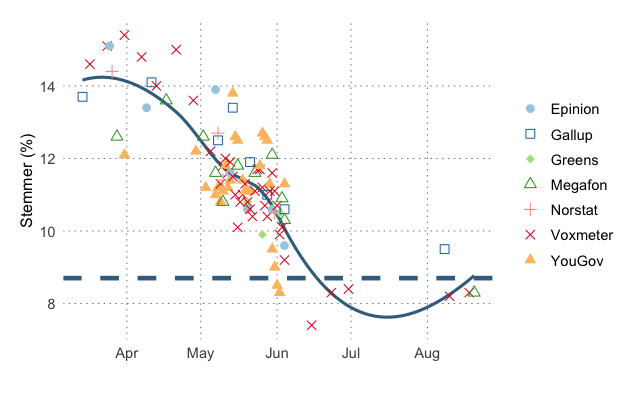 Stemmer (%)
14
12
10
8
Apr
May
Jun
Jul
Aug
Epinion
Gallup
Greens
Megafon
Norstat
Voxmeter
YouGov